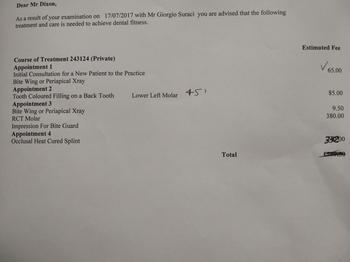 Dear Mr Dixon,
As a result of your examination on 17/07/2017 with Mr Giorgio Suraci you are advised that the following
treatment and care is needed to achieve dental fitness.
Estimated Fee
Course of Treatment 243124 (Private)
Appointment 1
Initial Consultation for a New Patient to the Practice ✓ 65.00
Bite Wing or Periapical Xray
Appointment 2
Tooth Coloured Filling on a Back Tooth Lower Left Molar 45' 85.00
Appointment 3
Bite Wing or Periapical Xray 9.50
RCT Molar 380.00
Impression For Bite Guard
Appointment 4
Occlusal Heat Cured Splint
Total